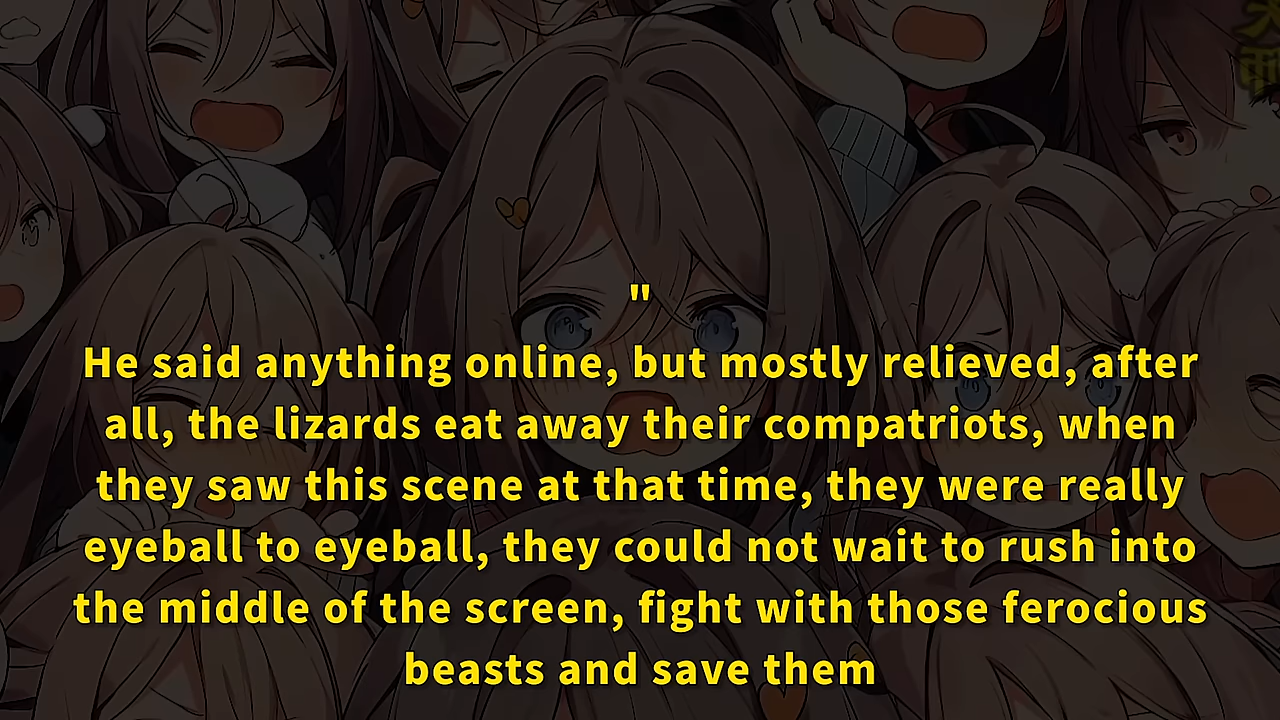 "
He said anything online, but mostly relieved, after
all, the lizards eat away their compatriots, when
they saw this scene at that time, they were really
eyeball to eyeball, they could not wait to rush into
the middle of the screen, fight with those ferocious
beasts and save them